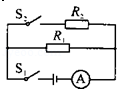 S₂ R₂
R₁
S₁ A